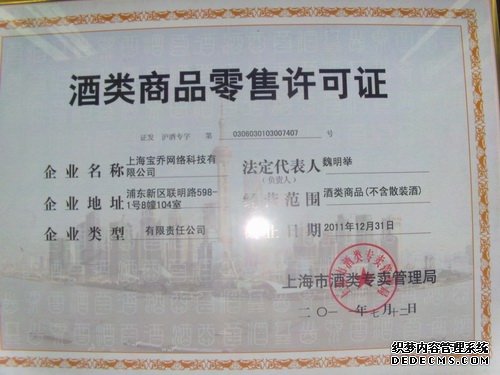 酒类商品零售许可证
证发 沪酒专字 第 0306030103007407 号
企业名称 上海宝乔网络科技有限公司
法定代表人 魏明举
(负责人)
企业地址 浦东新区联明路598-1号B幢104室
经营范围 酒类商品(不含散装酒)
企业类型 有限责任公司
止日期 2011年12月31日
上海市酒类专卖管理局
二〇一 年七月十二日
织梦内容管理系统
DEDECMS.COM